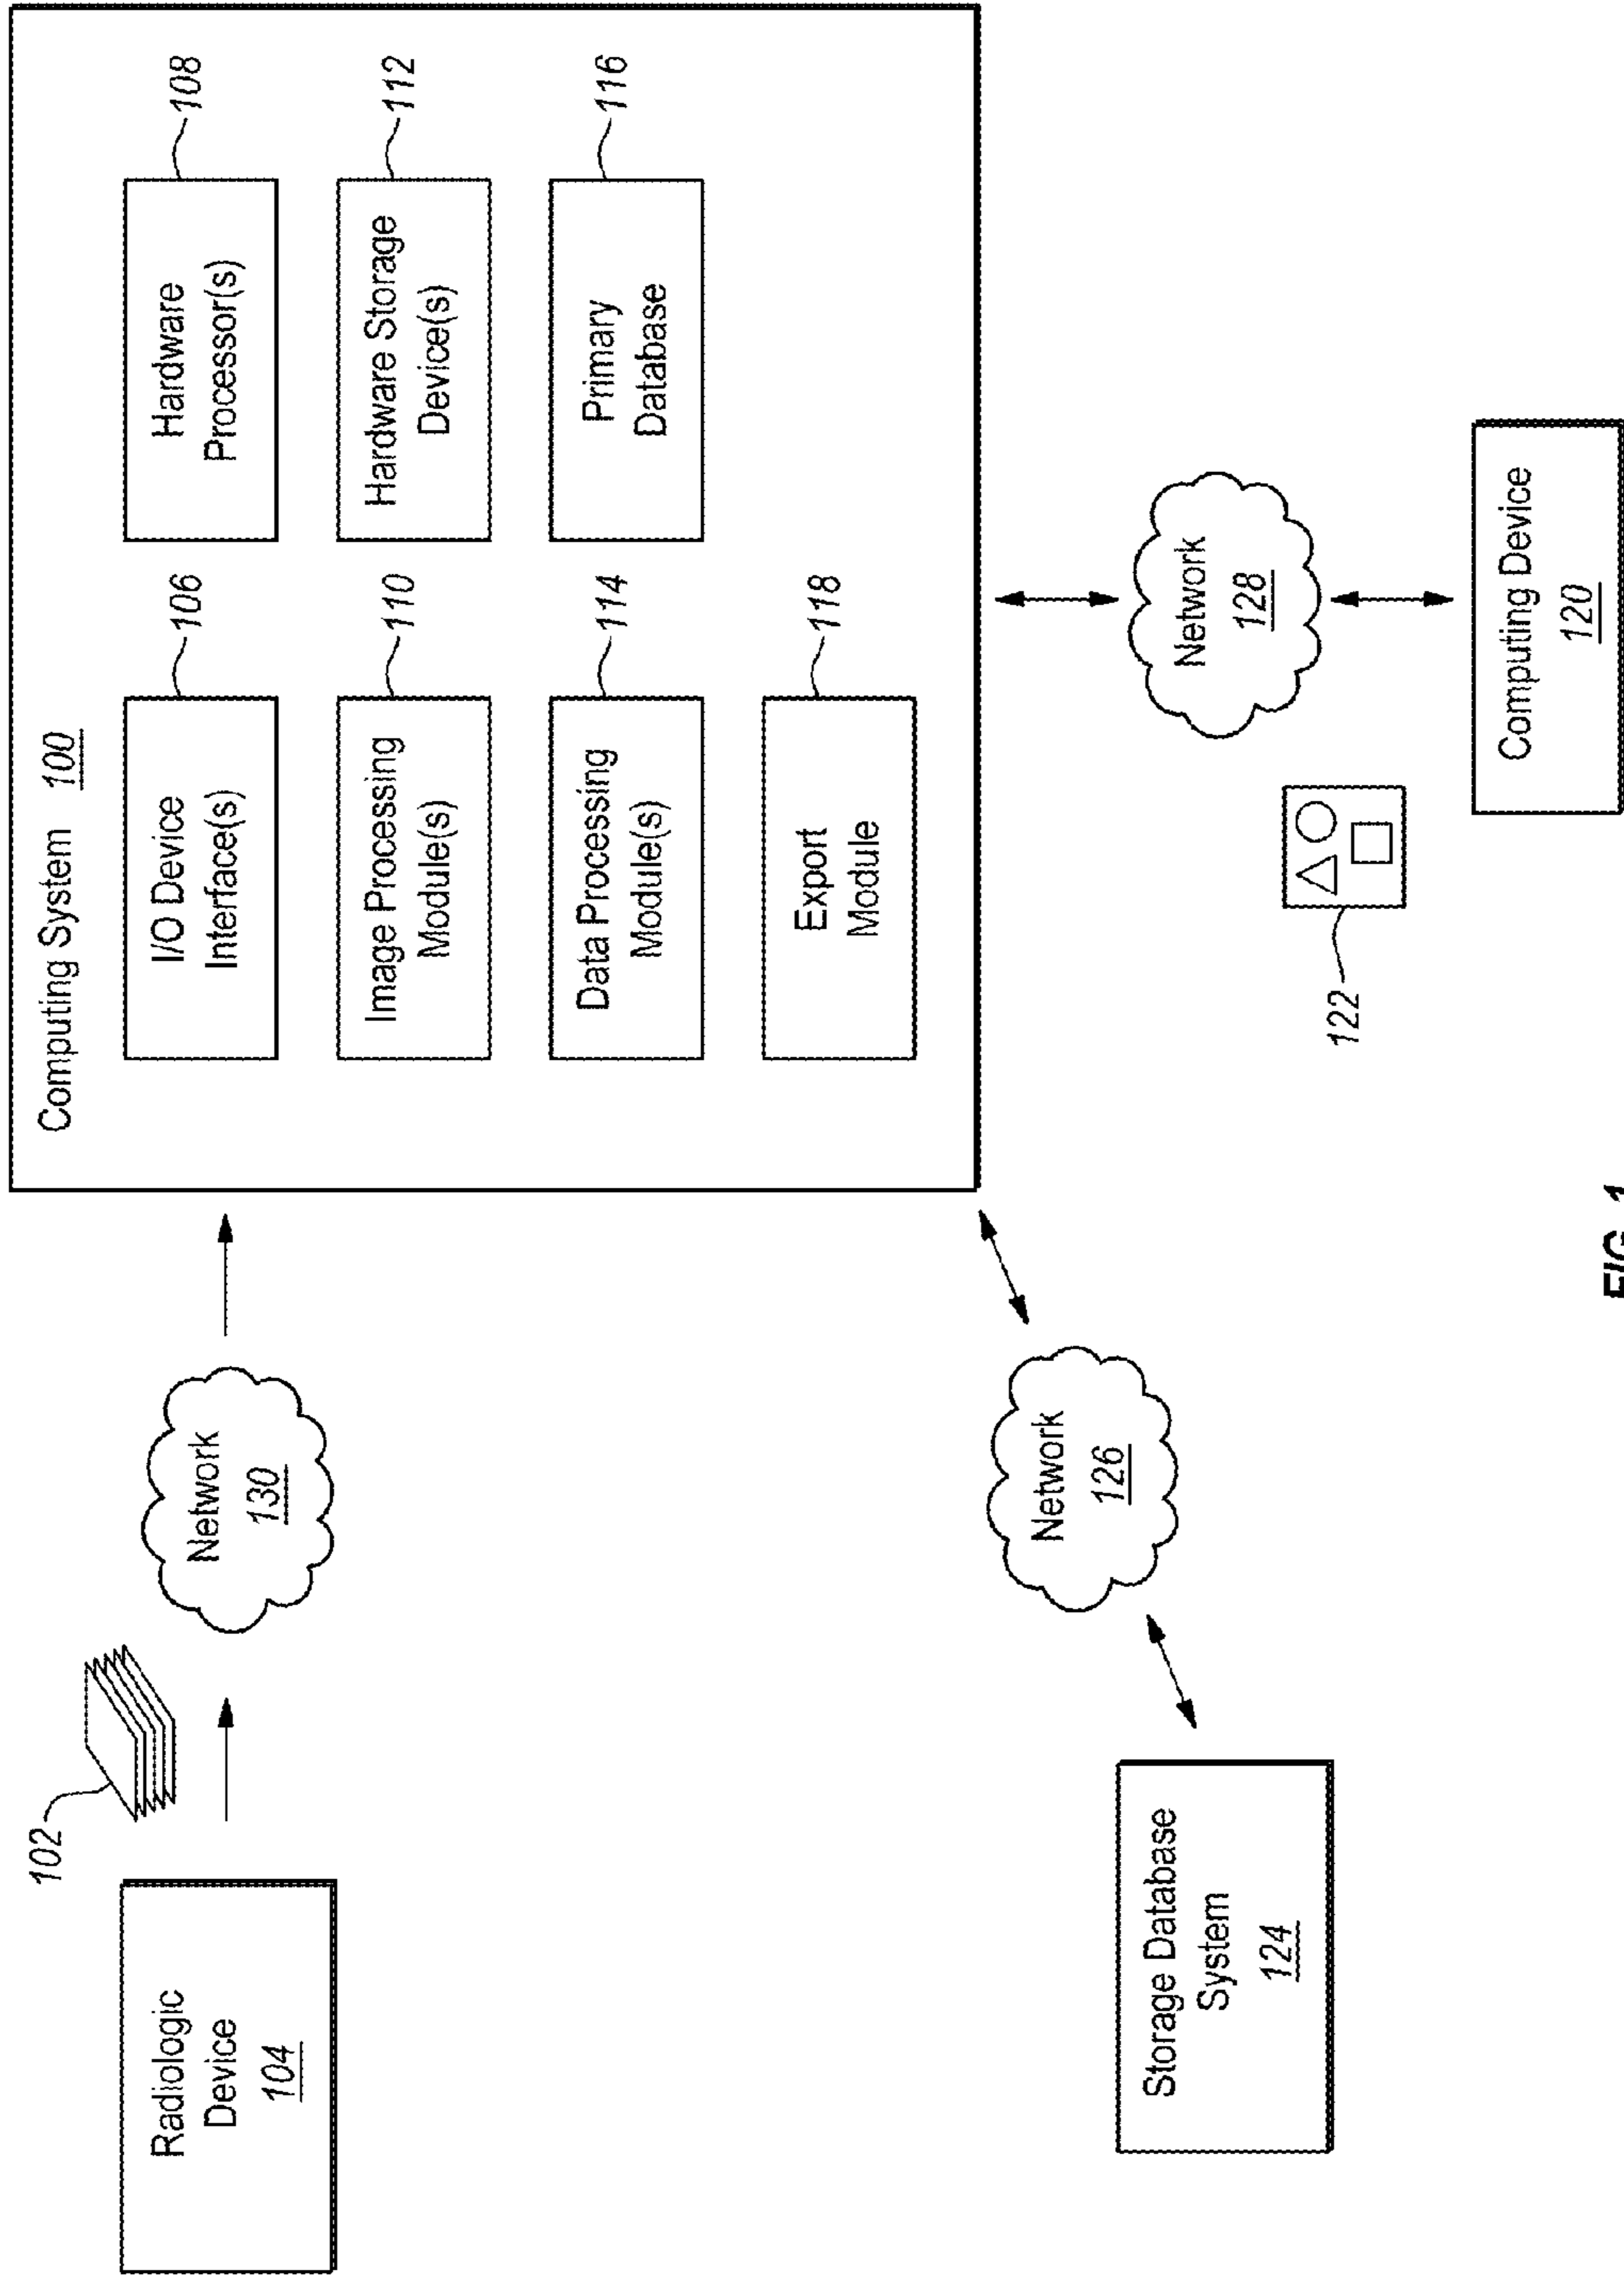 Computing System 100
I/O Device
Interface(s)
106
Hardware
Processor(s)
108
Image Processing
Module(s)
110
Hardware Storage
Device(s)
112
Data Processing
Module(s)
114
Primary
Database
116
Export
Module
118
102
Radiologic
Device
104
Network
130
Storage Database
System
124
Network
126
Network
128
122
Computing Device
120
FIG. 1